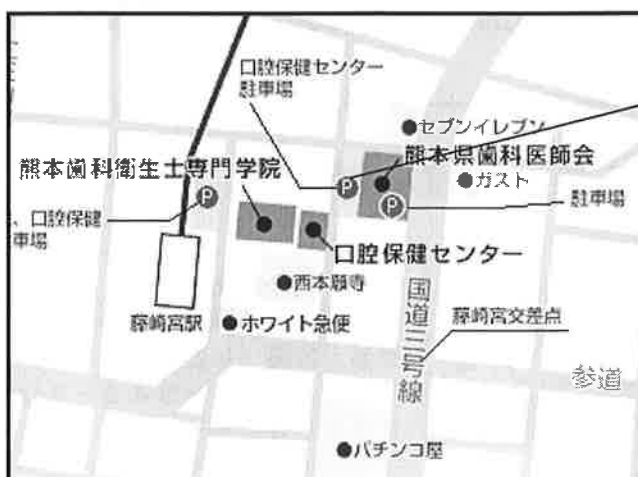 口腔保健センター
駐車場
セブンイレブン
熊本県歯科医師会
熊本歯科衛生士専門学院
ガスト
P
P
P
駐車場
、口腔保健
車場
口腔保健センター
西本願寺
藤崎宮駅
ホワイト急便
国道三号線
藤崎宮交差点
参道
パチンコ屋